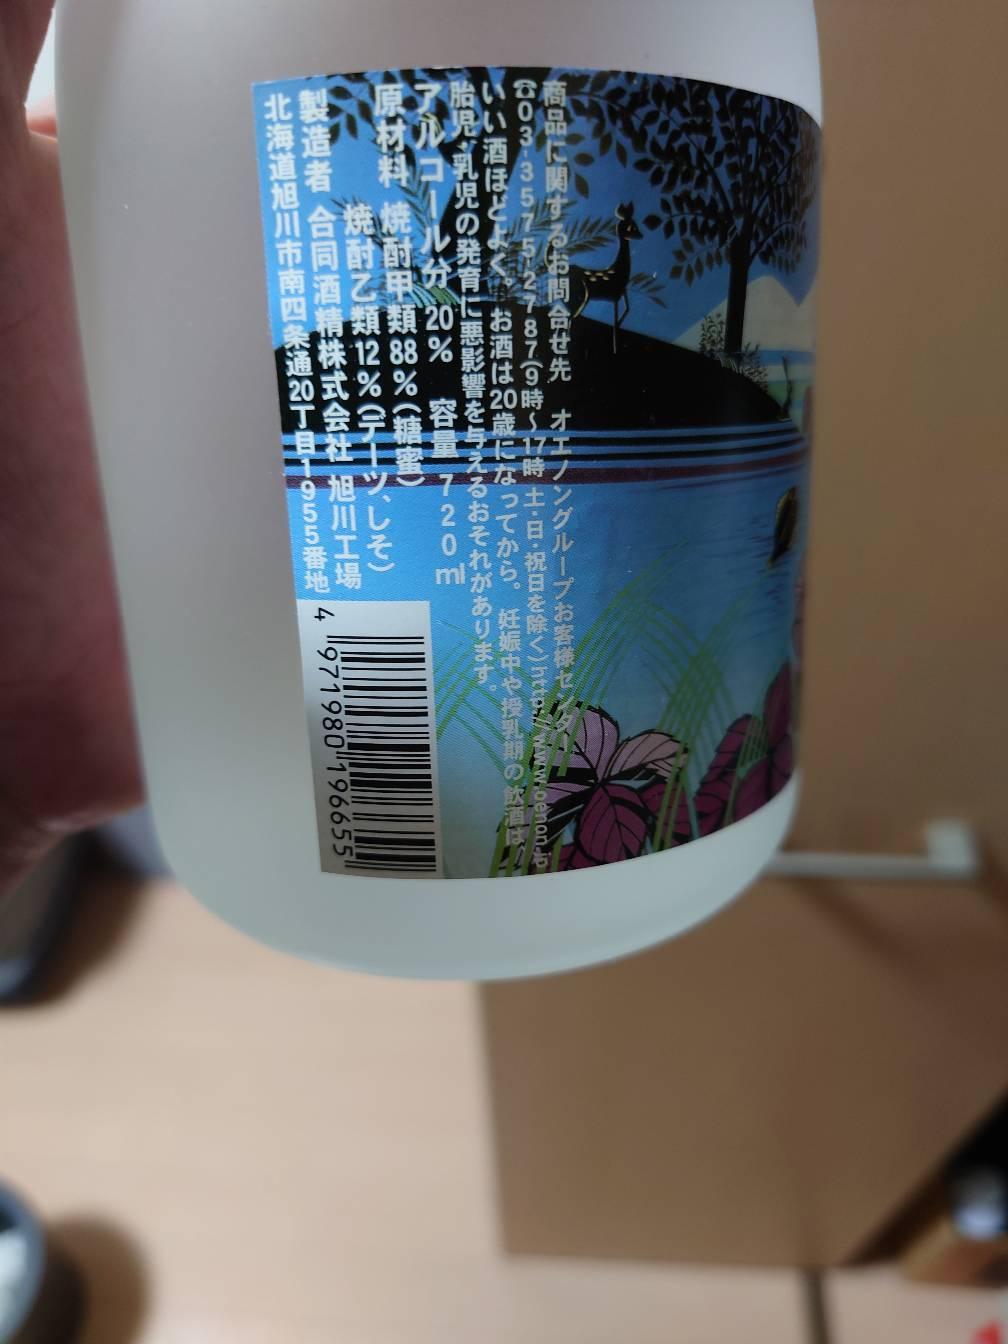 商品に関するお問合せ先 オエノングループお客様センター
☎03-3575-2787(9時～17時 土・日・祝日を除く)http://www.oenon.jp
いい酒ほどよく。お酒は20歳になってから。 妊娠中や授乳期の飲酒は、
胎児・乳児の発育に悪影響を与えるおそれがあります。
アルコール分 20% 容量 720ml
原材料 焼酎甲類88%(糖蜜)
焼酎乙類12%(デーツ、しそ)
製造者 合同酒精株式会社 旭川工場
北海道旭川市南四条通20丁目1955番地
4 971980 196655